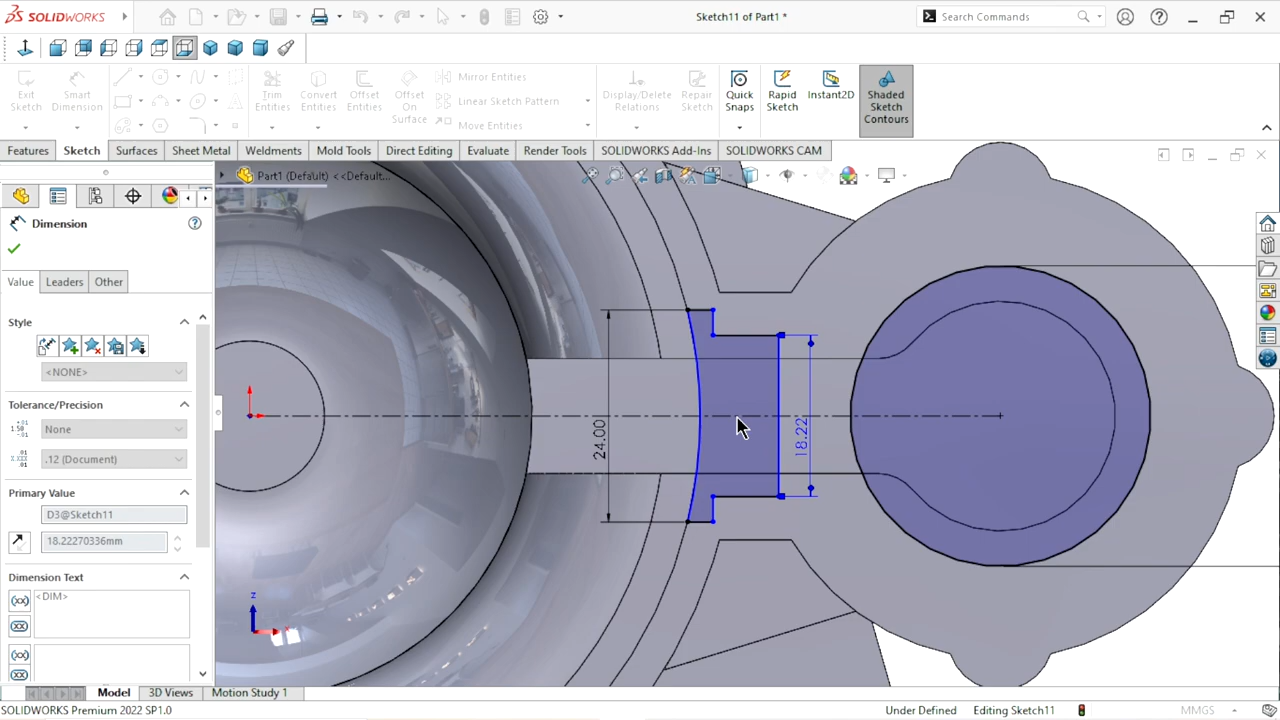 SOLIDWORKS
Sketch11 of Part1 *
Search Commands
Exit Sketch
Smart Dimension
Trim Entities
Convert Entities
Offset Entities
Offset On Surface
Mirror Entities
Linear Sketch Pattern
Move Entities
Display/Delete Relations
Repair Sketch
Quick Snaps
Rapid Sketch
Instant2D
Shaded Sketch Contours
Features
Sketch
Surfaces
Sheet Metal
Weldments
Mold Tools
Direct Editing
Evaluate
Render Tools
SOLIDWORKS Add-Ins
SOLIDWORKS CAM
Part1 (Default) <<Default...
Dimension
Value
Leaders
Other
Style
<NONE>
Tolerance/Precision
None
.12 (Document)
Primary Value
D3@Sketch11
18.22270336mm
Dimension Text
<DIM>
24.00
18.22
z
Model
3D Views
Motion Study 1
SOLIDWORKS Premium 2022 SP1.0
Under Defined
Editing Sketch11
MMGS